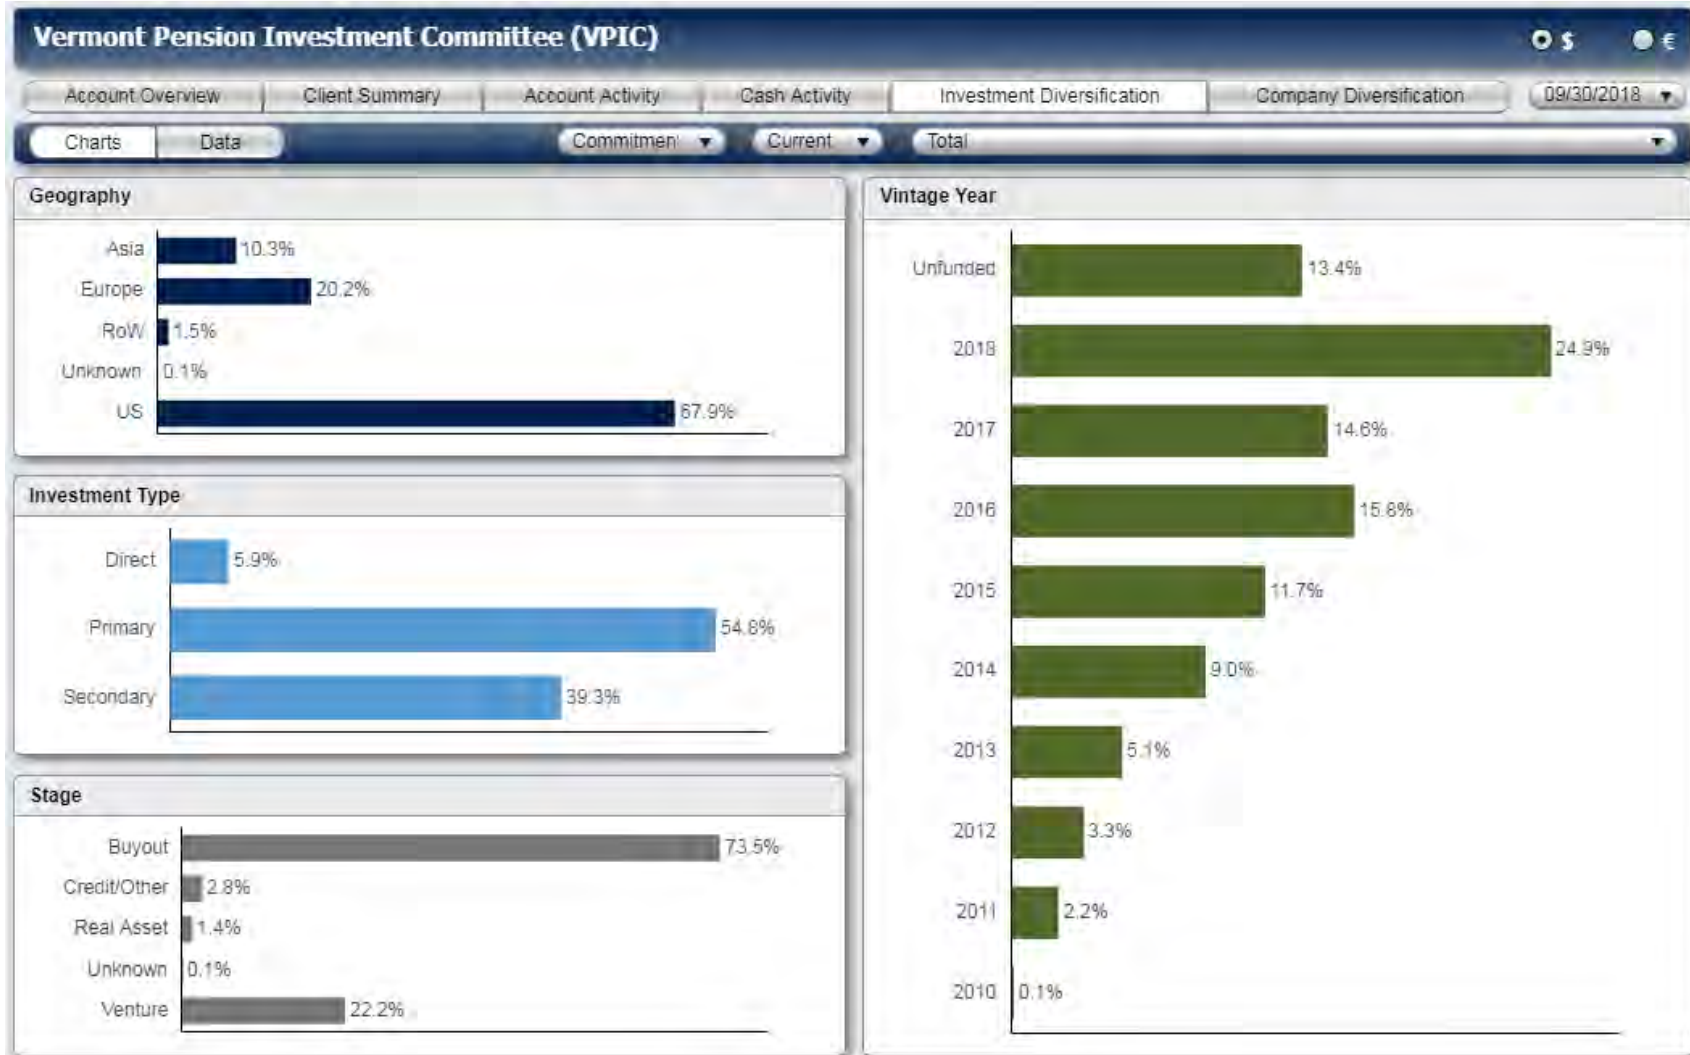 Vermont Pension Investment Committee (VPIC)
$ €
Account Overview Client Summary Account Activity Cash Activity Investment Diversification Company Diversification 09/30/2018
Charts Data Commitmen Current Total
Geography
Asia 10.3%
Europe 20.2%
RoW 1.5%
Unknown 0.1%
US 67.9%
Investment Type
Direct 5.9%
Primary 54.8%
Secondary 39.3%
Stage
Buyout 73.5%
Credit/Other 2.8%
Real Asset 1.4%
Unknown 0.1%
Venture 22.2%
Vintage Year
Unfunded 13.4%
2018 24.9%
2017 14.6%
2016 15.8%
2015 11.7%
2014 9.0%
2013 5.1%
2012 3.3%
2011 2.2%
2010 0.1%